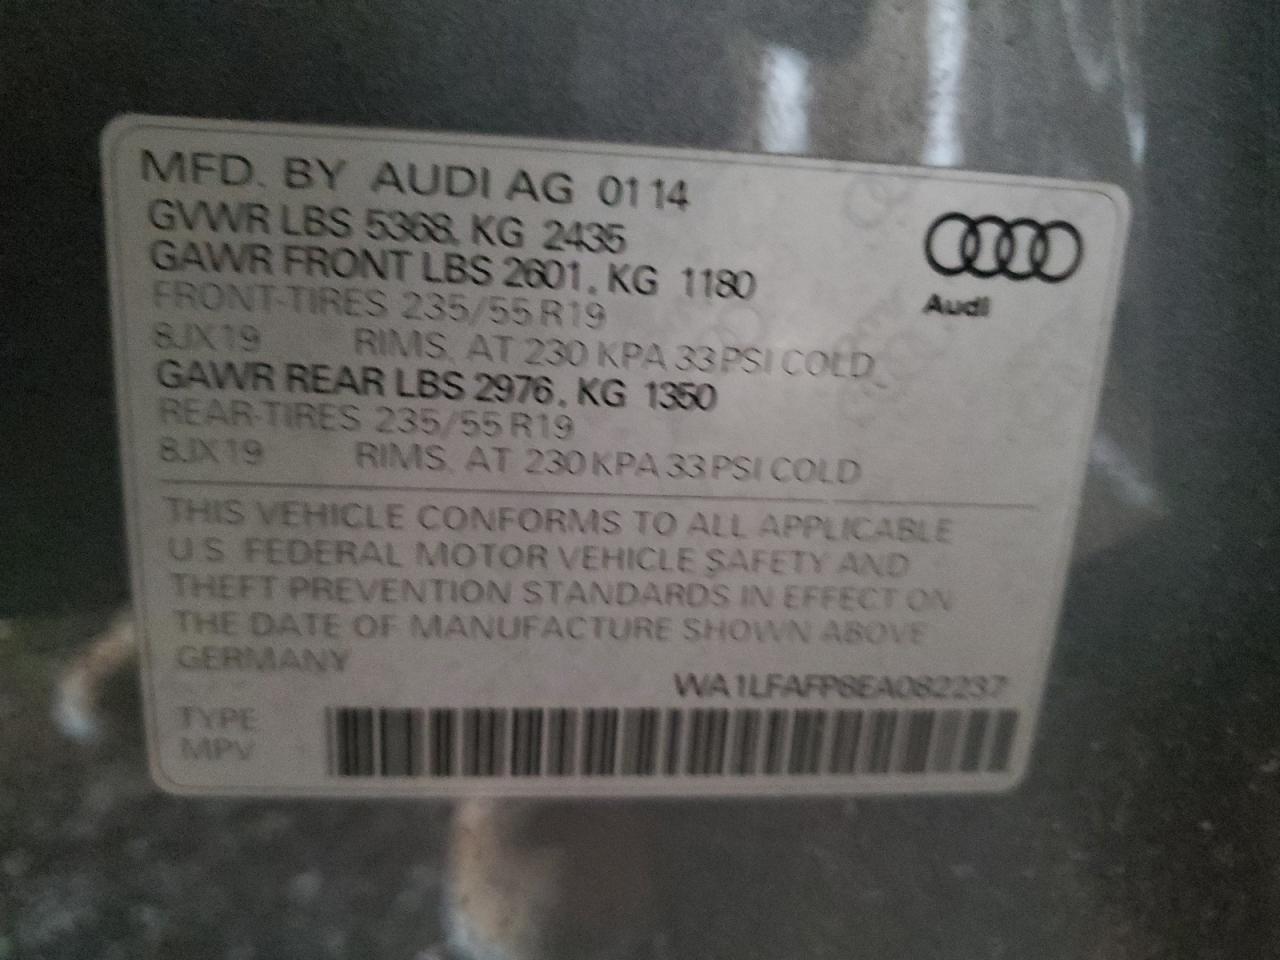 MFD. BY AUDI AG 01 14
GVWR LBS 5368, KG 2435
GAWR FRONT LBS 2601, KG 1180
FRONT-TIRES 235/55 R19
8JX19 RIMS, AT 230 KPA 33 PSI COLD
GAWR REAR LBS 2976, KG 1350
REAR-TIRES 235/55 R19
8JX19 RIMS, AT 230 KPA 33 PSI COLD
Audi
THIS VEHICLE CONFORMS TO ALL APPLICABLE
U.S. FEDERAL MOTOR VEHICLE SAFETY AND
THEFT PREVENTION STANDARDS IN EFFECT ON
THE DATE OF MANUFACTURE SHOWN ABOVE
GERMANY
WA1LFAFP8EA082237
TYPE
MPV